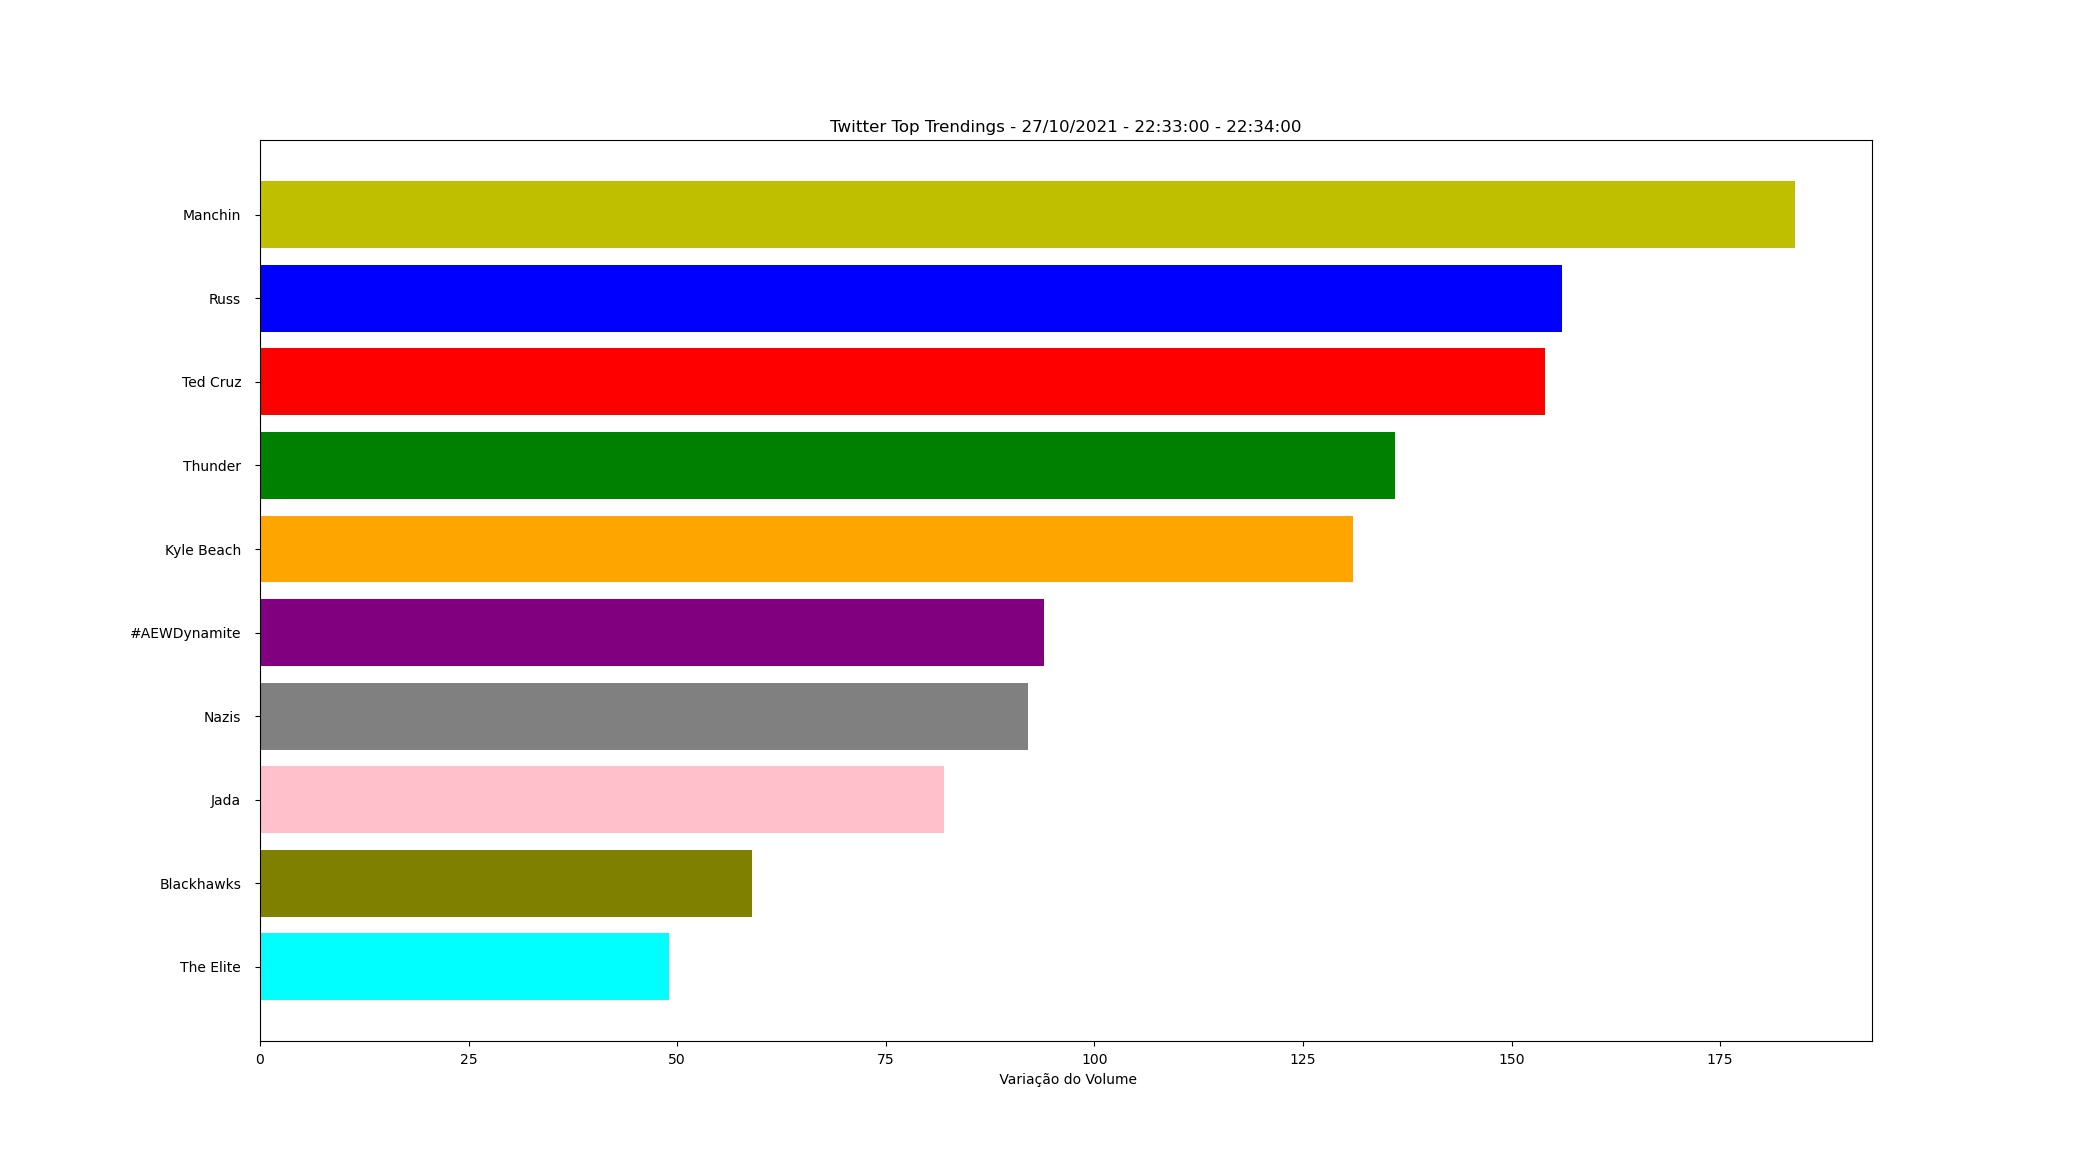 Twitter Top Trendings - 27/10/2021 - 22:33:00 - 22:34:00
Manchin
Russ
Ted Cruz
Thunder
Kyle Beach
#AEWDynamite
Nazis
Jada
Blackhawks
The Elite
0 25 50 75 100 125 150 175
Variação do Volume